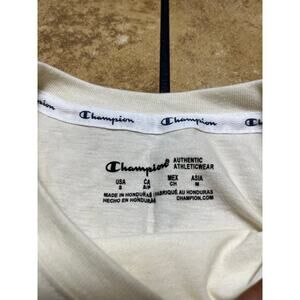 Champion
Champion
Champion
Champion AUTHENTIC
ATHLETICWEAR
USA CA MEX ASIA
S CH M
MADE IN HONDURAS FABRIQUÉ AU HONDURAS
HECHO EN HONDURAS CHAMPION.COM